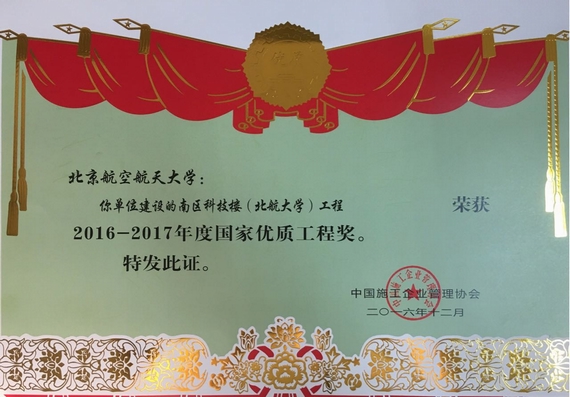 北京航空航天大学：
你单位建设的南区科技楼（北航大学）工程 荣获
2016-2017年度国家优质工程奖。
特发此证。
中国施工企业管理协会
二〇一六年十二月